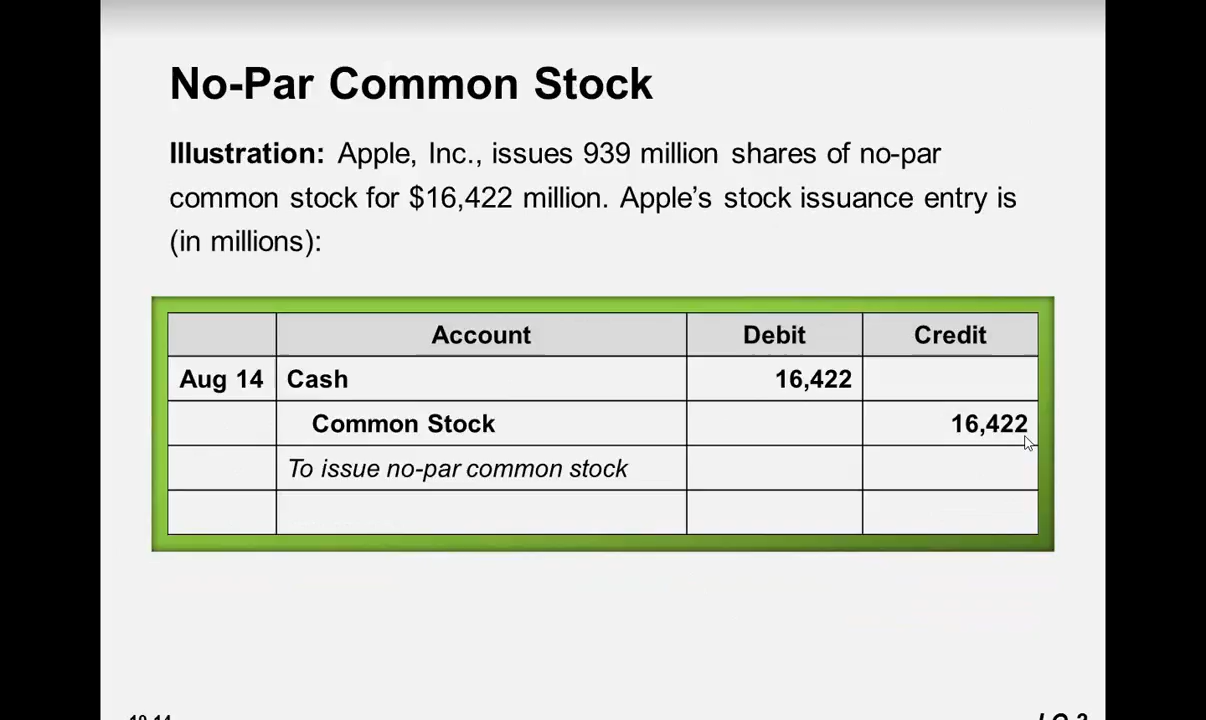 No-Par Common Stock
Illustration: Apple, Inc., issues 939 million shares of no-par
common stock for $16,422 million. Apple’s stock issuance entry is
(in millions):
Account Debit Credit
Aug 14 Cash 16,422
Common Stock 16,422
To issue no-par common stock